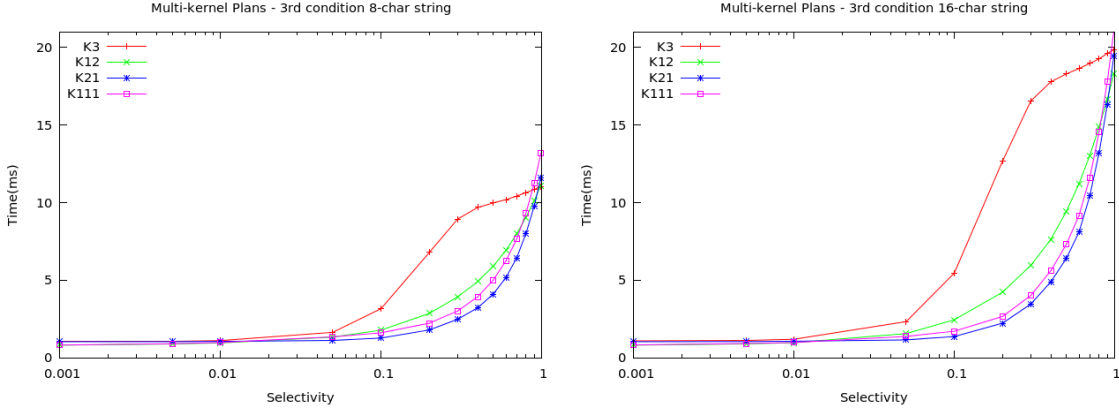 Multi-kernel Plans - 3rd condition 8-char string
K3
K12
K21
K111
20
15
10
5
0
Time(ms)
0.001
0.01
0.1
1
Selectivity
Multi-kernel Plans - 3rd condition 16-char string
K3
K12
K21
K111
20
15
10
5
0
Time(ms)
0.001
0.01
0.1
1
Selectivity